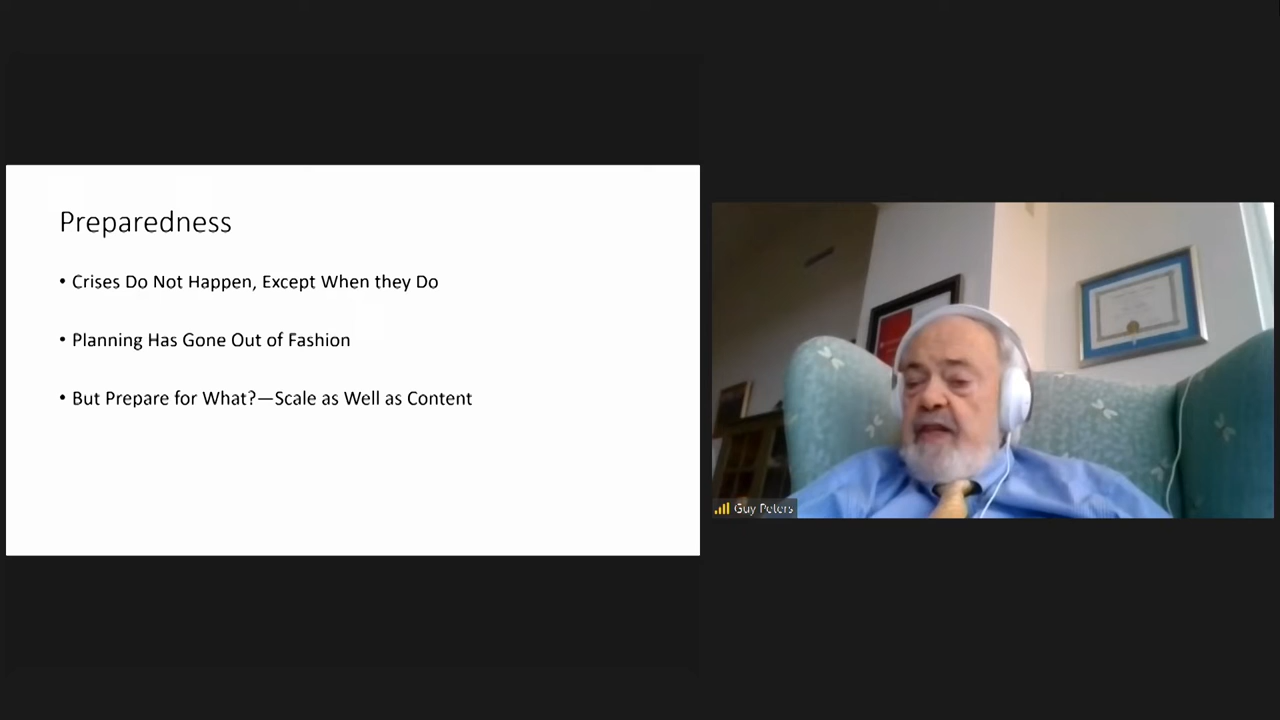 Preparedness
• Crises Do Not Happen, Except When they Do
• Planning Has Gone Out of Fashion
• But Prepare for What?—Scale as Well as Content
Guy Peters